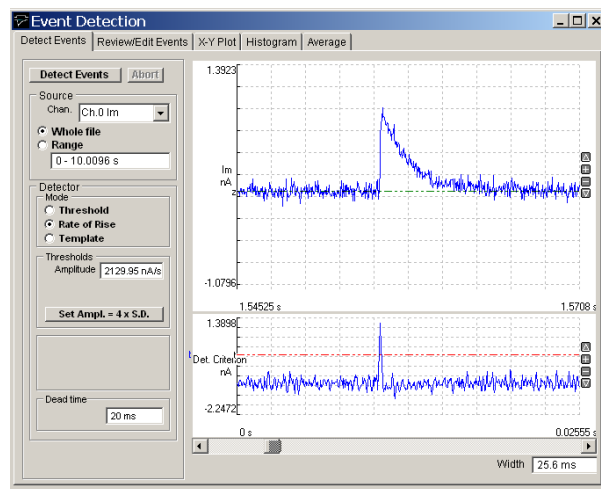 Event Detection
Detect Events
Review/Edit Events
X-Y Plot
Histogram
Average
Detect Events
Abort
Source
Chan.
Ch.0 Im
Whole file
Range
0 - 10.0096 s
Detector
Mode
Threshold
Rate of Rise
Template
Thresholds
Amplitude
2129.95 nA/s
Set Ampl. = 4 x S.D.
Dead time
20 ms
1.3923
Im
nA
z
-1.0796
1.54525 s
1.5708 s
1.3898
t
Det. Criterion
nA
-2.2472
0 s
0.02555 s
Width
25.6 ms